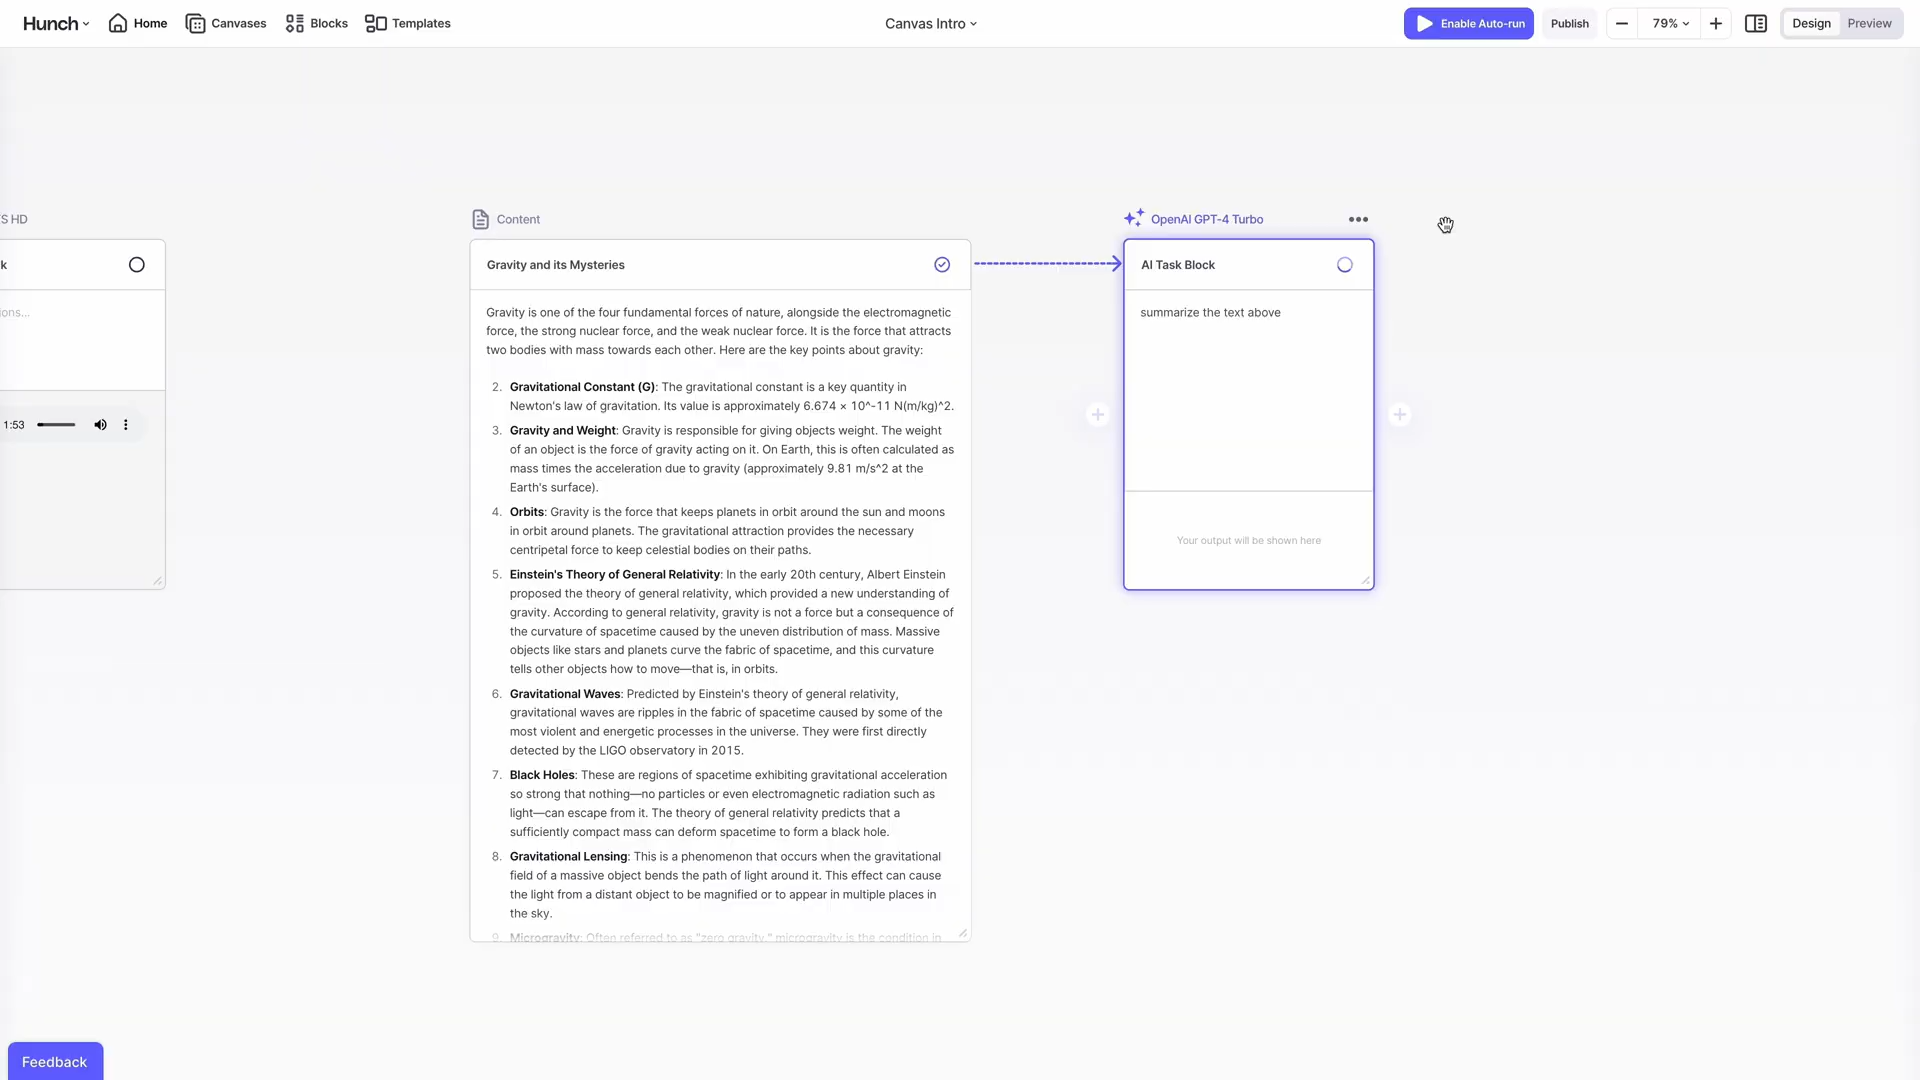 Hunch
Home
Canvases
Blocks
Templates
Canvas Intro
Enable Auto-run
Publish
79%
Design
Preview
S HD
k
ions...
1:53
Content
Gravity and its Mysteries
Gravity is one of the four fundamental forces of nature, alongside the electromagnetic
force, the strong nuclear force, and the weak nuclear force. It is the force that attracts
two bodies with mass towards each other. Here are the key points about gravity:
2. Gravitational Constant (G): The gravitational constant is a key quantity in
Newton's law of gravitation. Its value is approximately 6.674 × 10^-11 N(m/kg)^2.
3. Gravity and Weight: Gravity is responsible for giving objects weight. The weight
of an object is the force of gravity acting on it. On Earth, this is often calculated as
mass times the acceleration due to gravity (approximately 9.81 m/s^2 at the
Earth's surface).
4. Orbits: Gravity is the force that keeps planets in orbit around the sun and moons
in orbit around planets. The gravitational attraction provides the necessary
centripetal force to keep celestial bodies on their paths.
5. Einstein's Theory of General Relativity: In the early 20th century, Albert Einstein
proposed the theory of general relativity, which provided a new understanding of
gravity. According to general relativity, gravity is not a force but a consequence of
the curvature of spacetime caused by the uneven distribution of mass. Massive
objects like stars and planets curve the fabric of spacetime, and this curvature
tells other objects how to move—that is, in orbits.
6. Gravitational Waves: Predicted by Einstein's theory of general relativity,
gravitational waves are ripples in the fabric of spacetime caused by some of the
most violent and energetic processes in the universe. They were first directly
detected by the LIGO observatory in 2015.
7. Black Holes: These are regions of spacetime exhibiting gravitational acceleration
so strong that nothing—no particles or even electromagnetic radiation such as
light—can escape from it. The theory of general relativity predicts that a
sufficiently compact mass can deform spacetime to form a black hole.
8. Gravitational Lensing: This is a phenomenon that occurs when the gravitational
field of a massive object bends the path of light around it. This effect can cause
the light from a distant object to be magnified or to appear in multiple places in
the sky.
9. Microgravity: Often referred to as "zero gravity," microgravity is the condition in
OpenAI GPT-4 Turbo
AI Task Block
summarize the text above
Your output will be shown here
Feedback